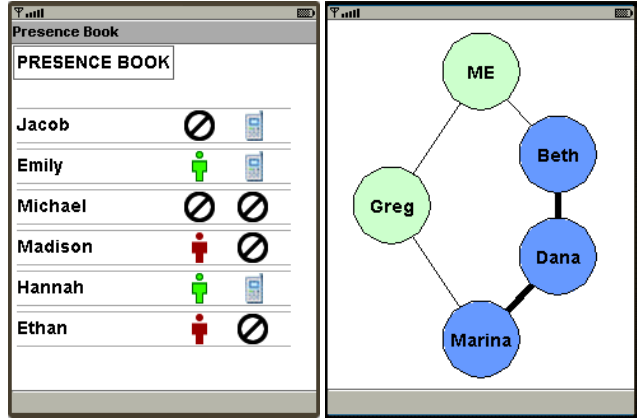 Presence Book
PRESENCE BOOK
Jacob
Emily
Michael
Madison
Hannah
Ethan
ME
Beth
Greg
Dana
Marina